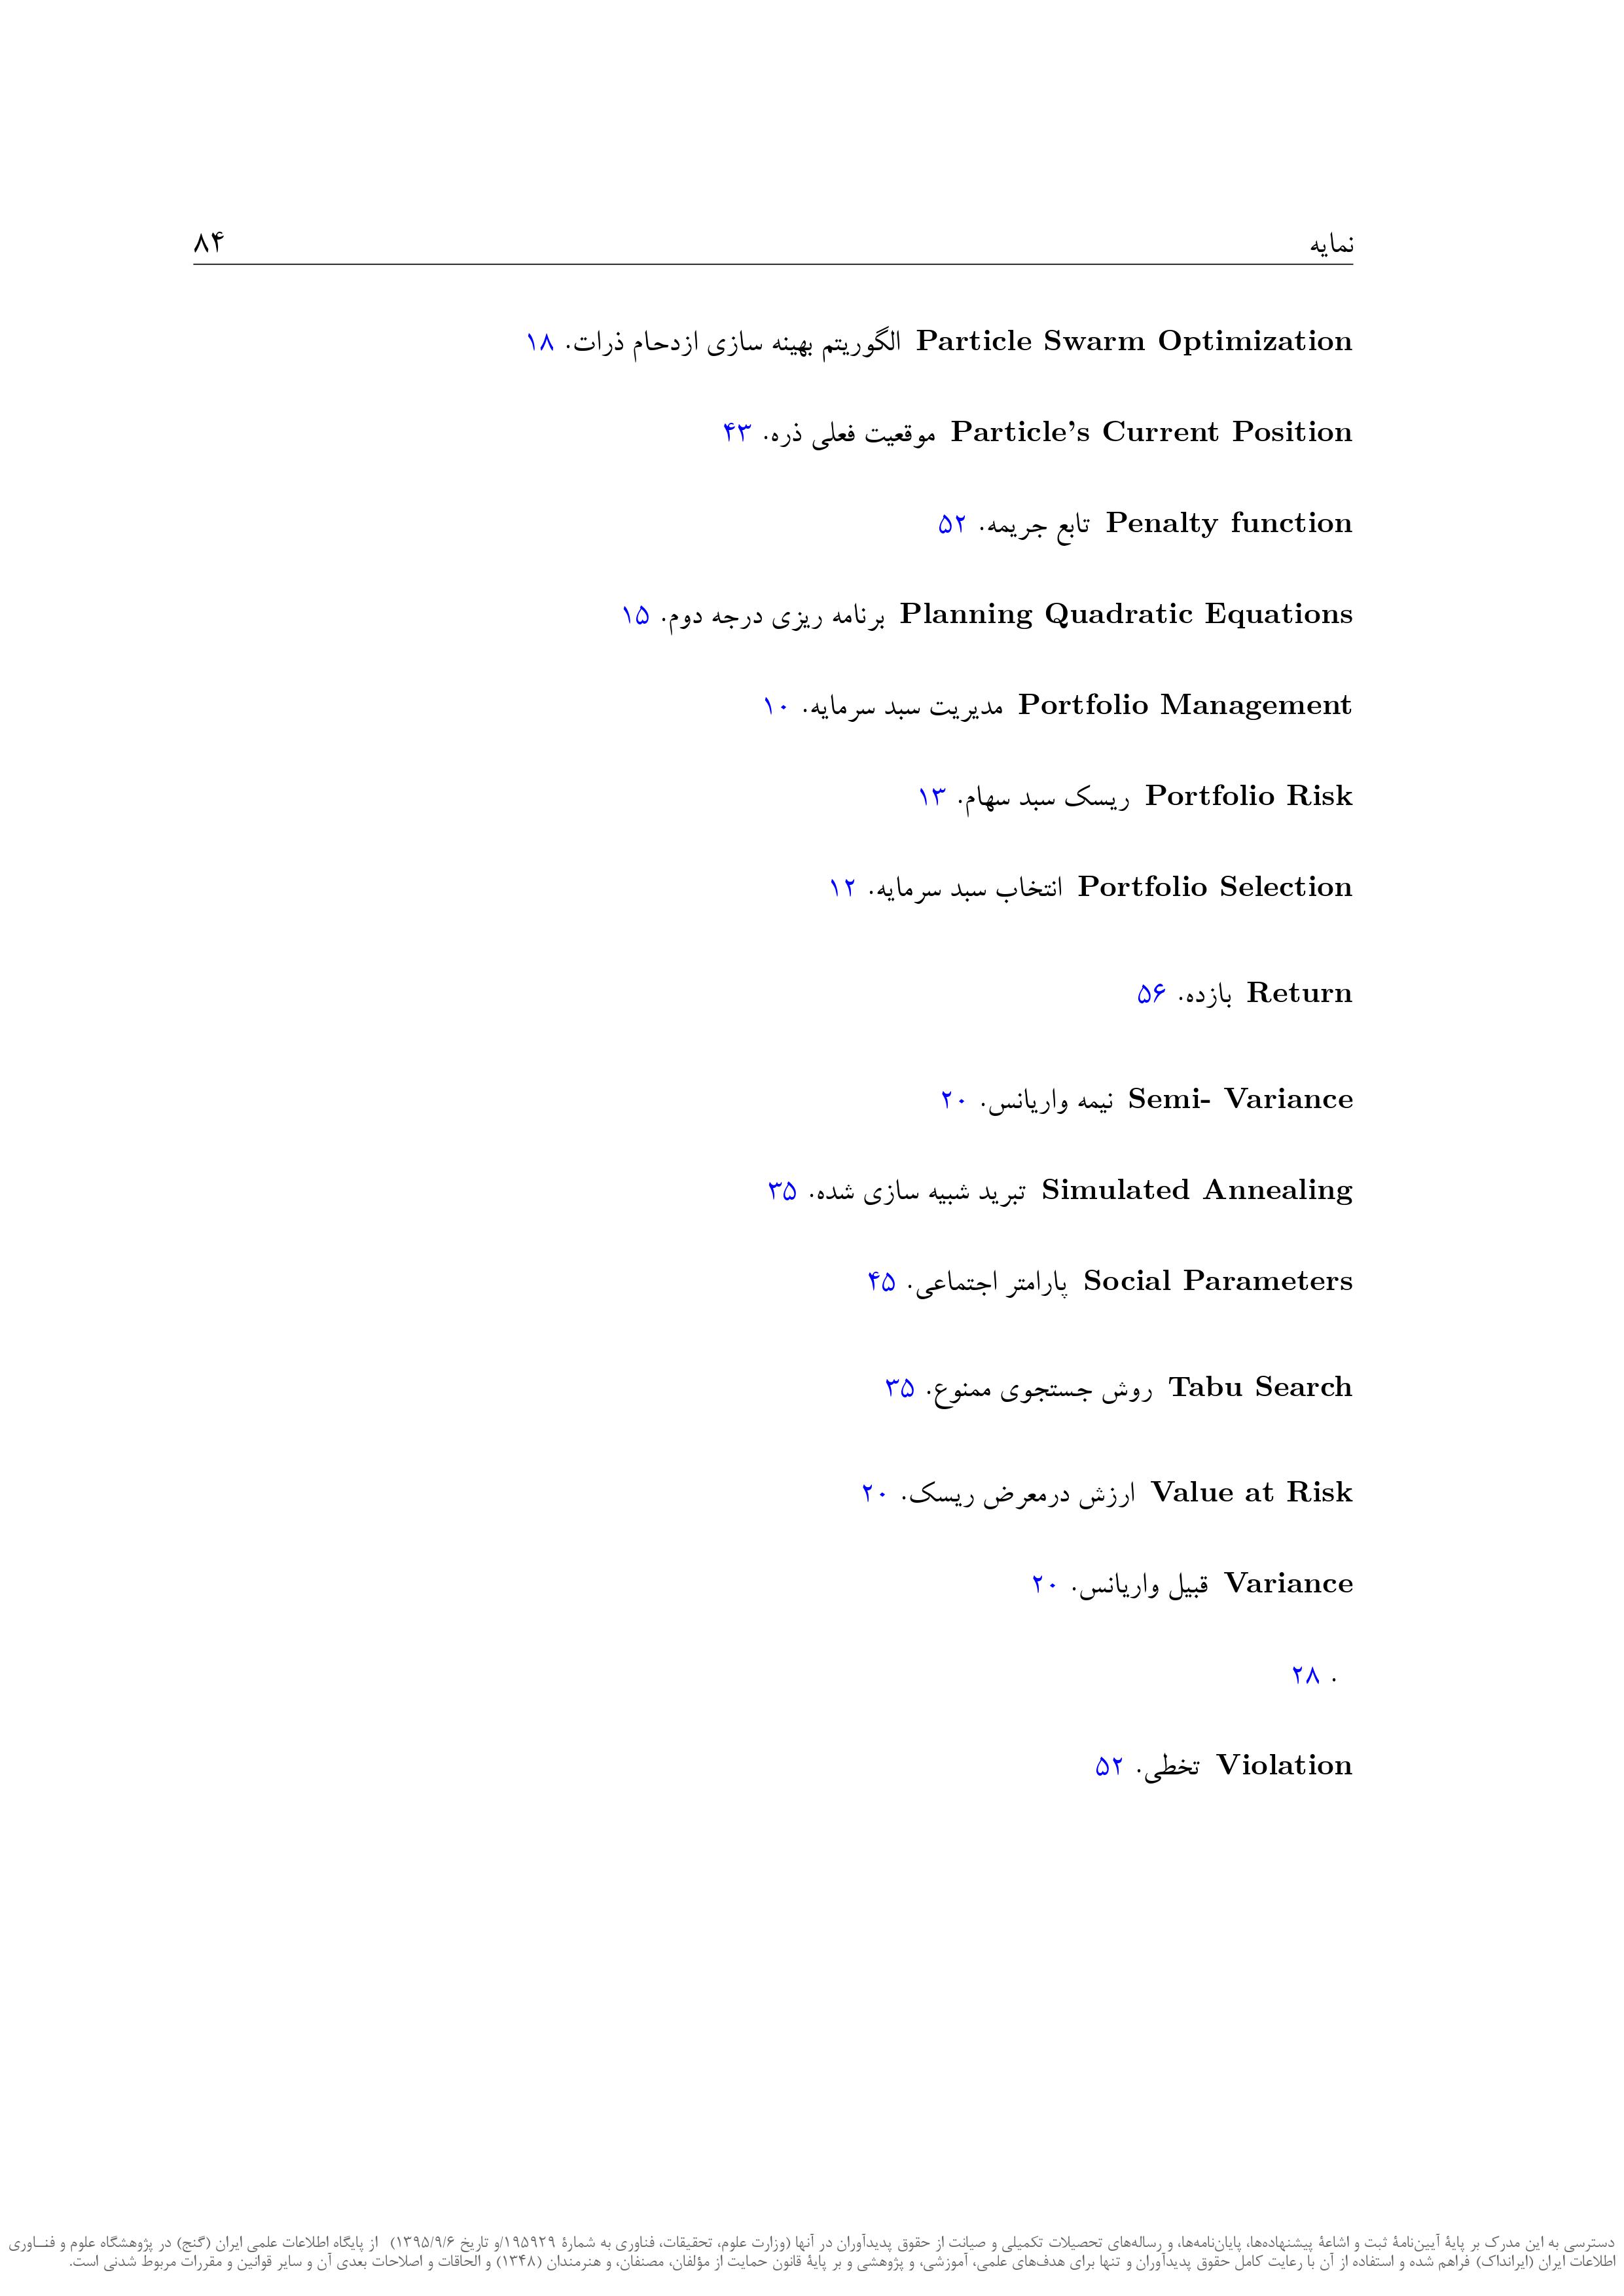 نمایه ۸۴
Particle Swarm Optimization الگوریتم بهینه سازی ازدحام ذرات. ۱۸
Particle’s Current Position موقعیت فعلی ذره. ۴۳
Penalty function تابع جریمه. ۵۲
Planning Quadratic Equations برنامه ریزی درجه دوم. ۱۵
Portfolio Management مدیریت سبد سرمایه. ۱۰
Portfolio Risk ریسک سبد سهام. ۱۳
Portfolio Selection انتخاب سبد سرمایه. ۱۲
Return بازده. ۵۶
Semi- Variance نیمه واریانس. ۲۰
Simulated Annealing تبرید شبیه سازی شده. ۳۵
Social Parameters پارامتر اجتماعی. ۴۵
Tabu Search روش جستجوی ممنوع. ۳۵
Value at Risk ارزش درمعرض ریسک. ۲۰
Variance قبیل واریانس. ۲۰
. ۲۸
Violation تخطی. ۵۲
دسترسی به این مدرک بر پایهٔ آیین‌نامهٔ ثبت و اشاعهٔ پیشنهاده‌ها، پایان‌نامه‌ها، و رساله‌های تحصیلات تکمیلی و صیانت از حقوق پدیدآوران در آنها (وزارت علوم، تحقیقات، فناوری به شمارهٔ ۱۹۵۹۲۹/و تاریخ ۱۳۹۵/۹/۶) از پایگاه اطلاعات علمی ایران (گنج) در پژوهشگاه علوم و فنــاوری
اطلاعات ایران (ایرانداک) فراهم شده و استفاده از آن با رعایت کامل حقوق پدیدآوران و تنها برای هدف‌های علمی، آموزشی، و پژوهشی و بر پایهٔ قانون حمایت از مؤلفان، مصنفان، و هنرمندان (۱۳۴۸) و الحاقات و اصلاحات بعدی آن و سایر قوانین و مقررات مربوط شدنی است.